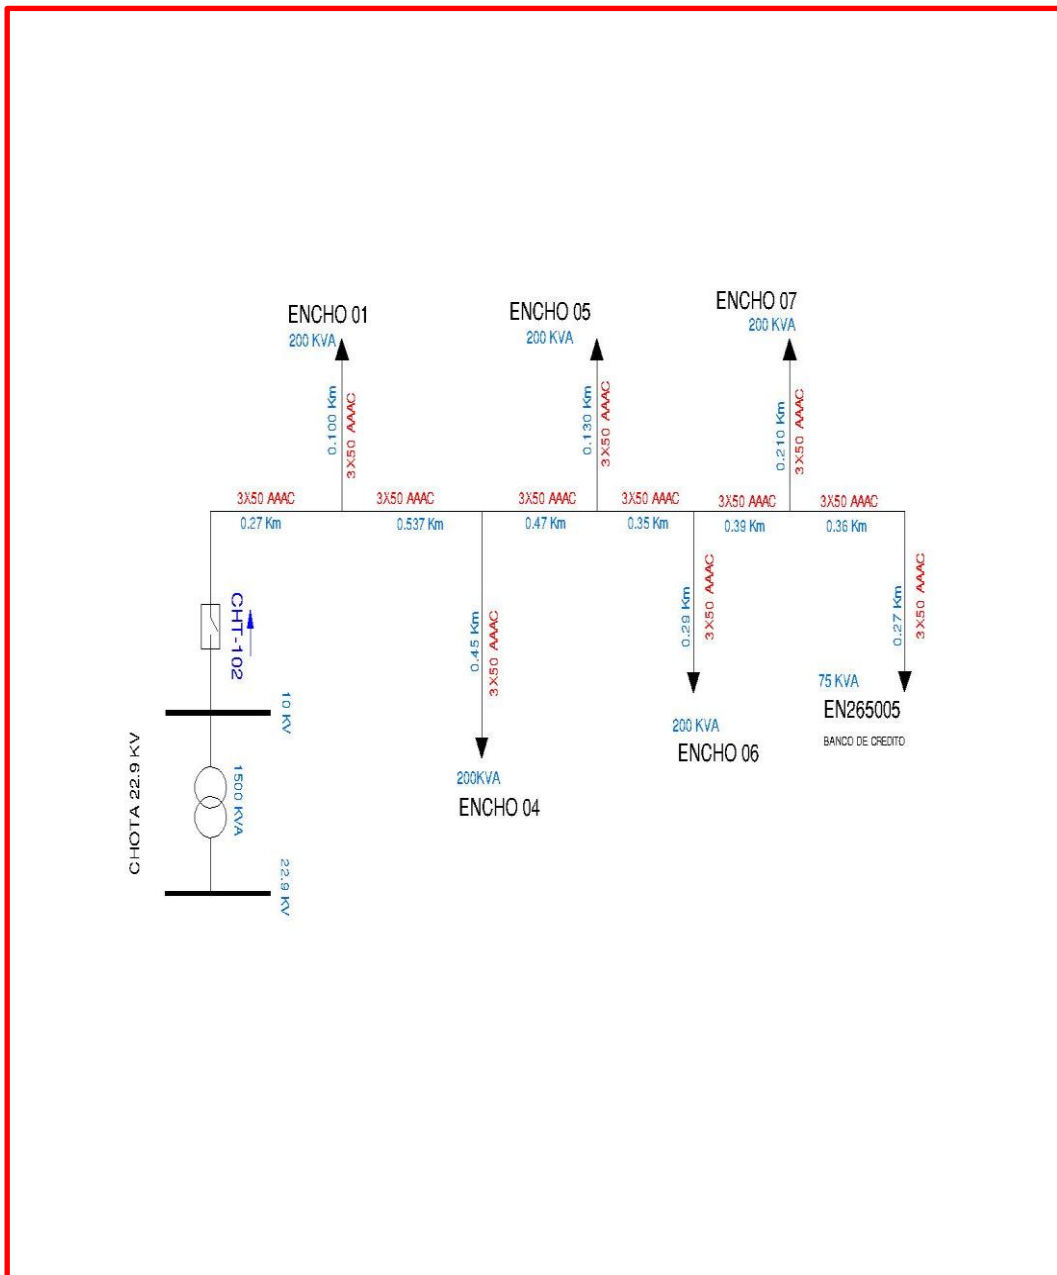 ENCHO 01
200 KVA
0.100 Km
3X50 AAAC
ENCHO 05
200 KVA
0.130 Km
3X50 AAAC
ENCHO 07
200 KVA
0.210 Km
3X50 AAAC
3X50 AAAC
0.27 Km
3X50 AAAC
0.537 Km
3X50 AAAC
0.47 Km
3X50 AAAC
0.35 Km
3X50 AAAC
0.39 Km
3X50 AAAC
0.36 Km
CHT-102
10 KV
CHOTA 22.9 KV
1500 KVA
22.9 KV
0.45 Km
3X50 AAAC
200KVA
ENCHO 04
0.29 Km
3X50 AAAC
200 KVA
ENCHO 06
0.27 Km
3X50 AAAC
75 KVA
EN265005
BANCO DE CREDITO